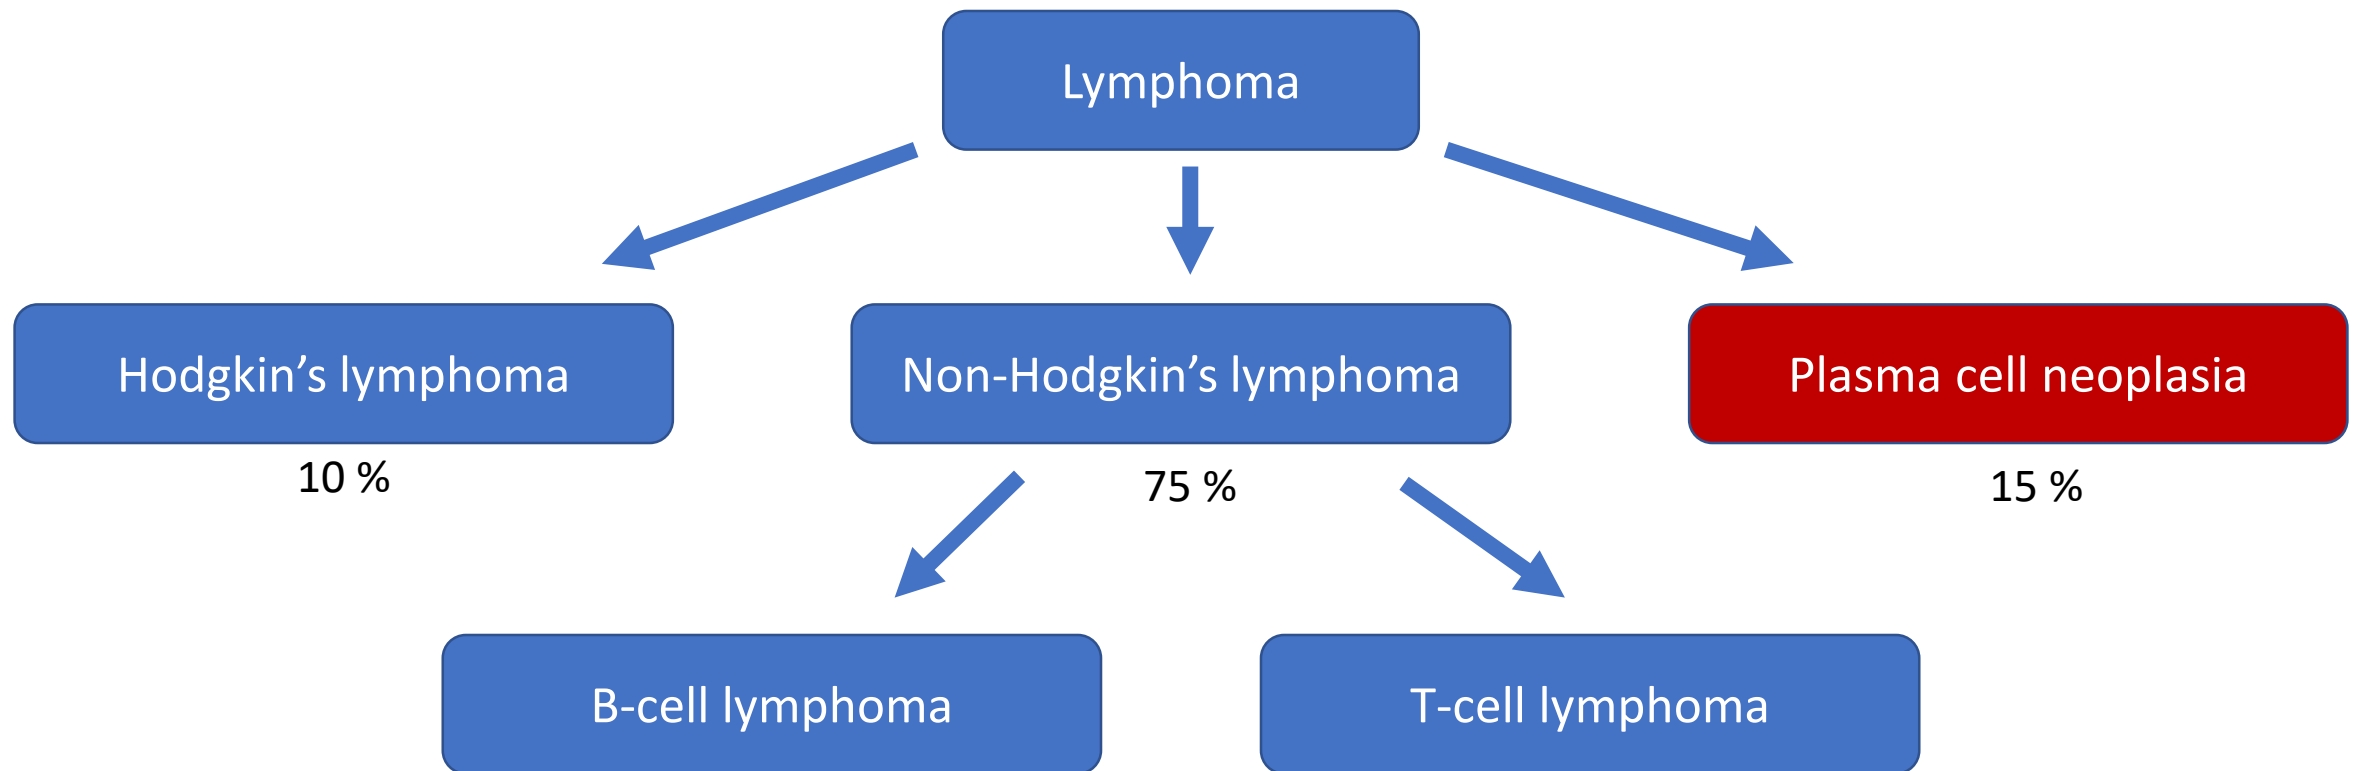 Lymphoma
Hodgkin’s lymphoma
Non-Hodgkin’s lymphoma
Plasma cell neoplasia
10 %
75 %
15 %
B-cell lymphoma
T-cell lymphoma